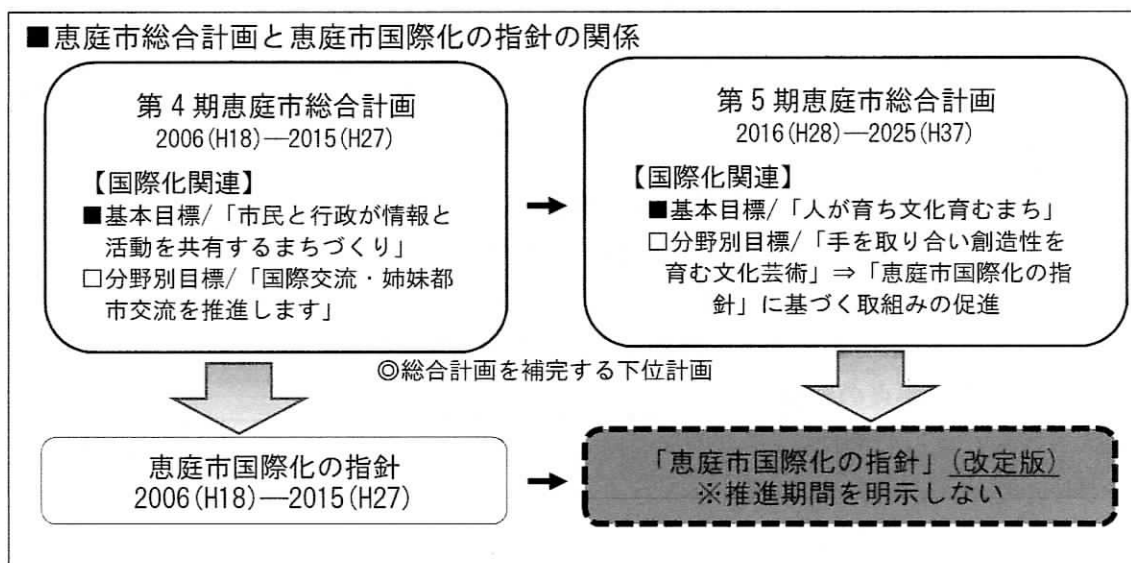 ■恵庭市総合計画と恵庭市国際化の指針の関係
第4期恵庭市総合計画
2006(H18)―2015(H27)
【国際化関連】
■基本目標/「市民と行政が情報と
活動を共有するまちづくり」
□分野別目標/「国際交流・姉妹都
市交流を推進します」
第5期恵庭市総合計画
2016(H28)―2025(H37)
【国際化関連】
■基本目標/「人が育ち文化育むまち」
□分野別目標/「手を取り合い創造性を
育む文化芸術」⇒「恵庭市国際化の指
針」に基づく取組みの促進
◎総合計画を補完する下位計画
恵庭市国際化の指針
2006(H18)―2015(H27)
「恵庭市国際化の指針」(改定版)
※推進期間を明示しない